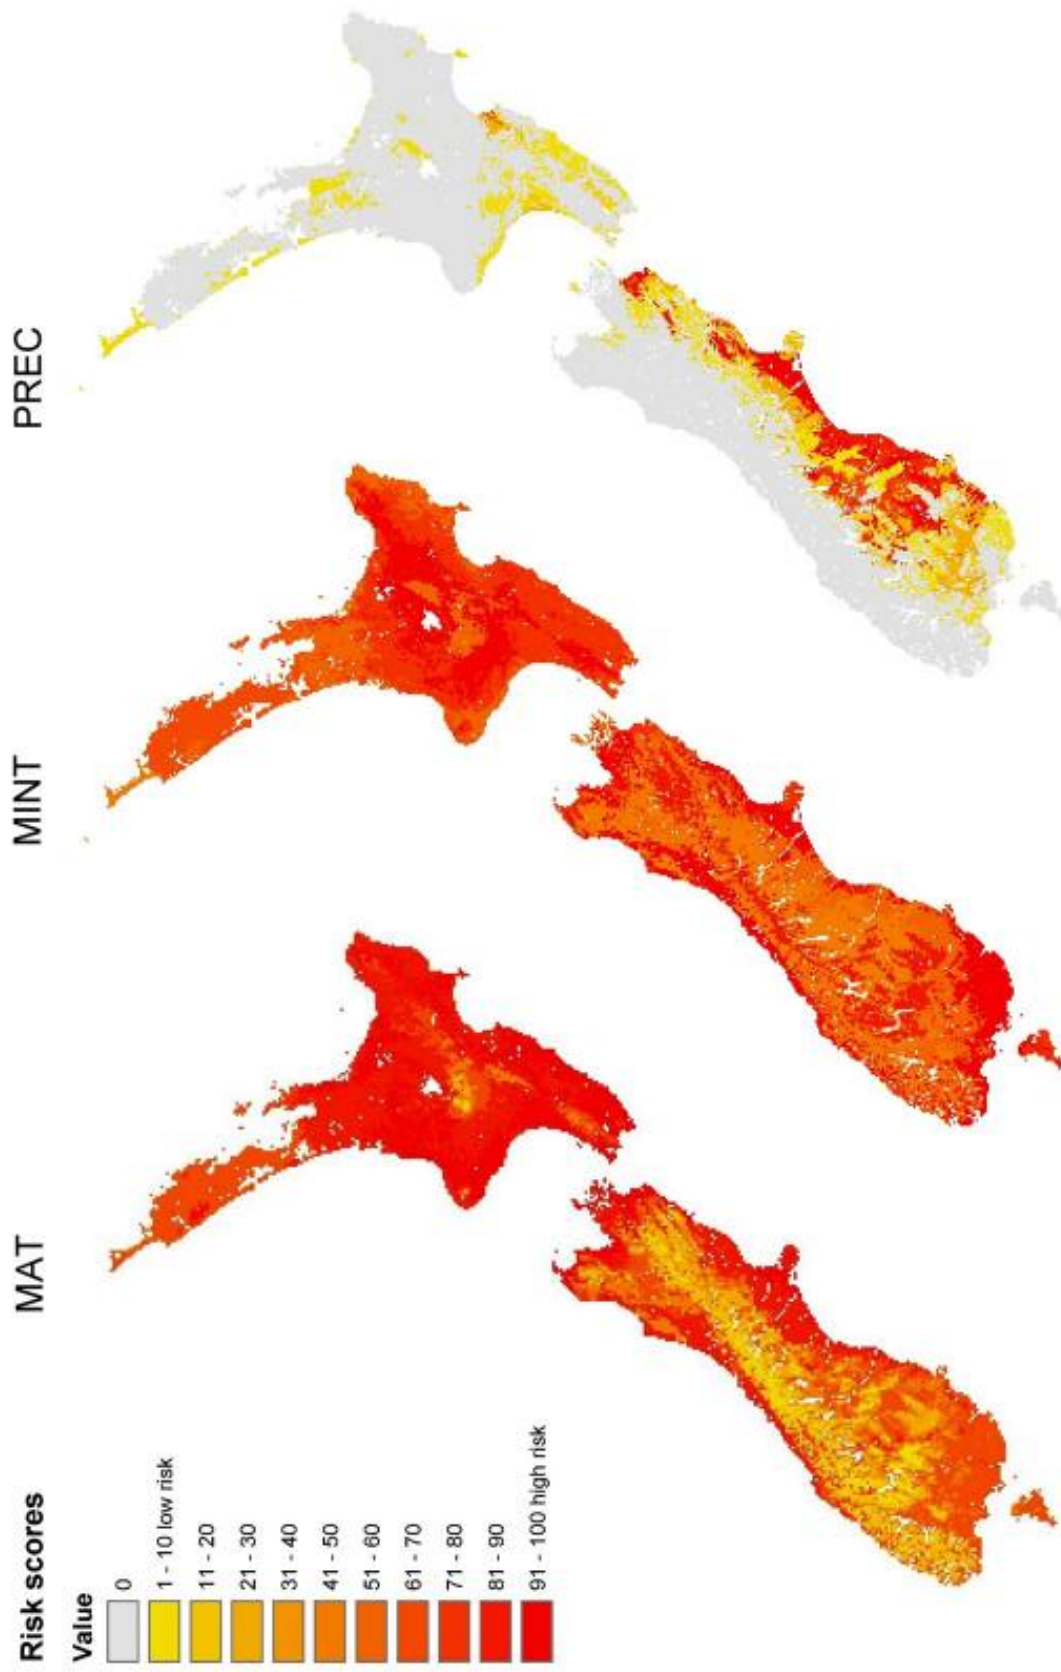 MAT
MINT
PREC
Risk scores
Value
0
1 - 10 low risk
11 - 20
21 - 30
31 - 40
41 - 50
51 - 60
61 - 70
71 - 80
81 - 90
91 - 100 high risk